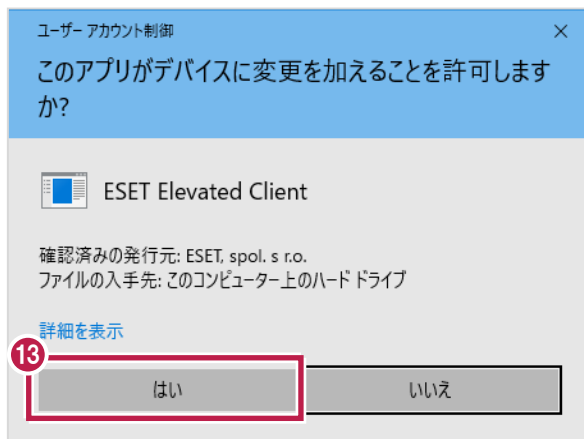 ユーザー アカウント制御
このアプリがデバイスに変更を加えることを許可します
か?
ESET Elevated Client
確認済みの発行元: ESET, spol. s r.o.
ファイルの入手先: このコンピューター上のハード ドライブ
詳細を表示
13
はい
いいえ